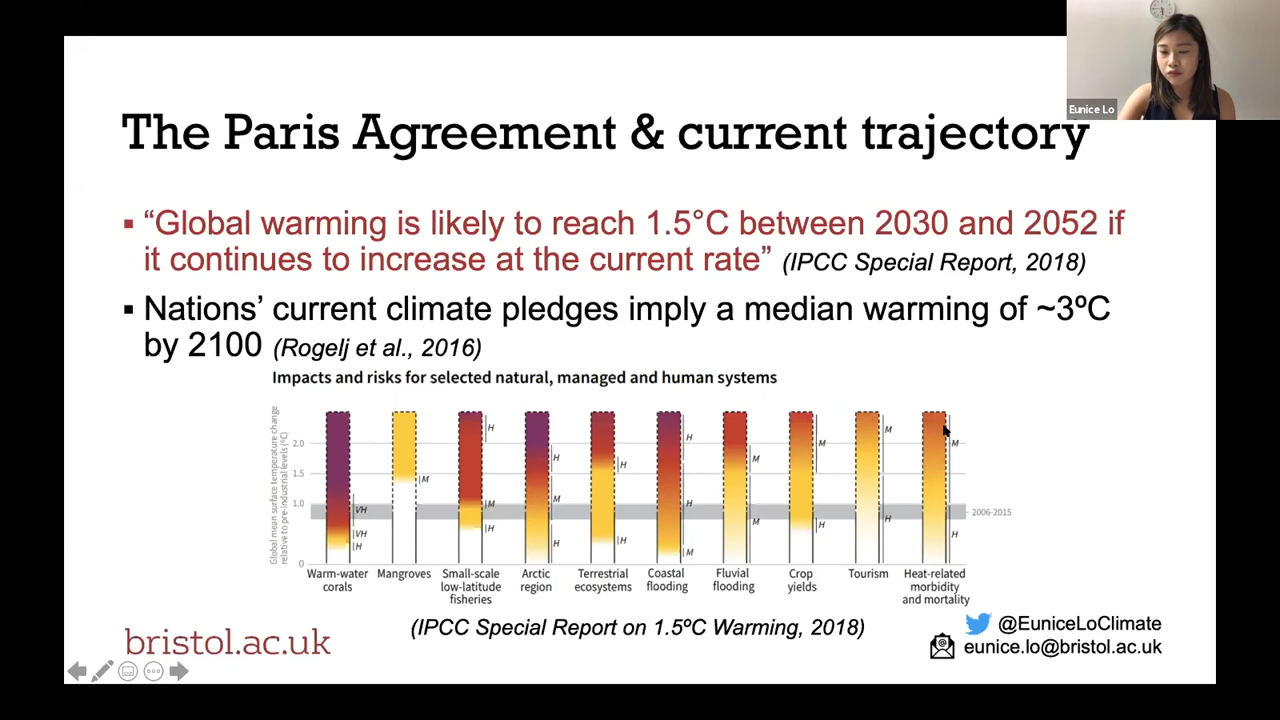 Eunice Lo
The Paris Agreement & current trajectory
▪ “Global warming is likely to reach 1.5°C between 2030 and 2052 if
it continues to increase at the current rate” (IPCC Special Report, 2018)
▪ Nations’ current climate pledges imply a median warming of ~3ºC
by 2100 (Rogelj et al., 2016)
Impacts and risks for selected natural, managed and human systems
Global mean surface temperature change
relative to pre-industrial levels (°C)
2.0
1.5
1.0
0
VH
VH
H
M
H
M
H
H
M
H
H
H
H
H
M
M
M
M
H
M
H
M
H
2006-2015
Warm-water
corals
Mangroves
Small-scale
low-latitude
fisheries
Arctic
region
Terrestrial
ecosystems
Coastal
flooding
Fluvial
flooding
Crop
yields
Tourism
Heat-related
morbidity
and mortality
(IPCC Special Report on 1.5ºC Warming, 2018)
bristol.ac.uk
@EuniceLoClimate
eunice.lo@bristol.ac.uk